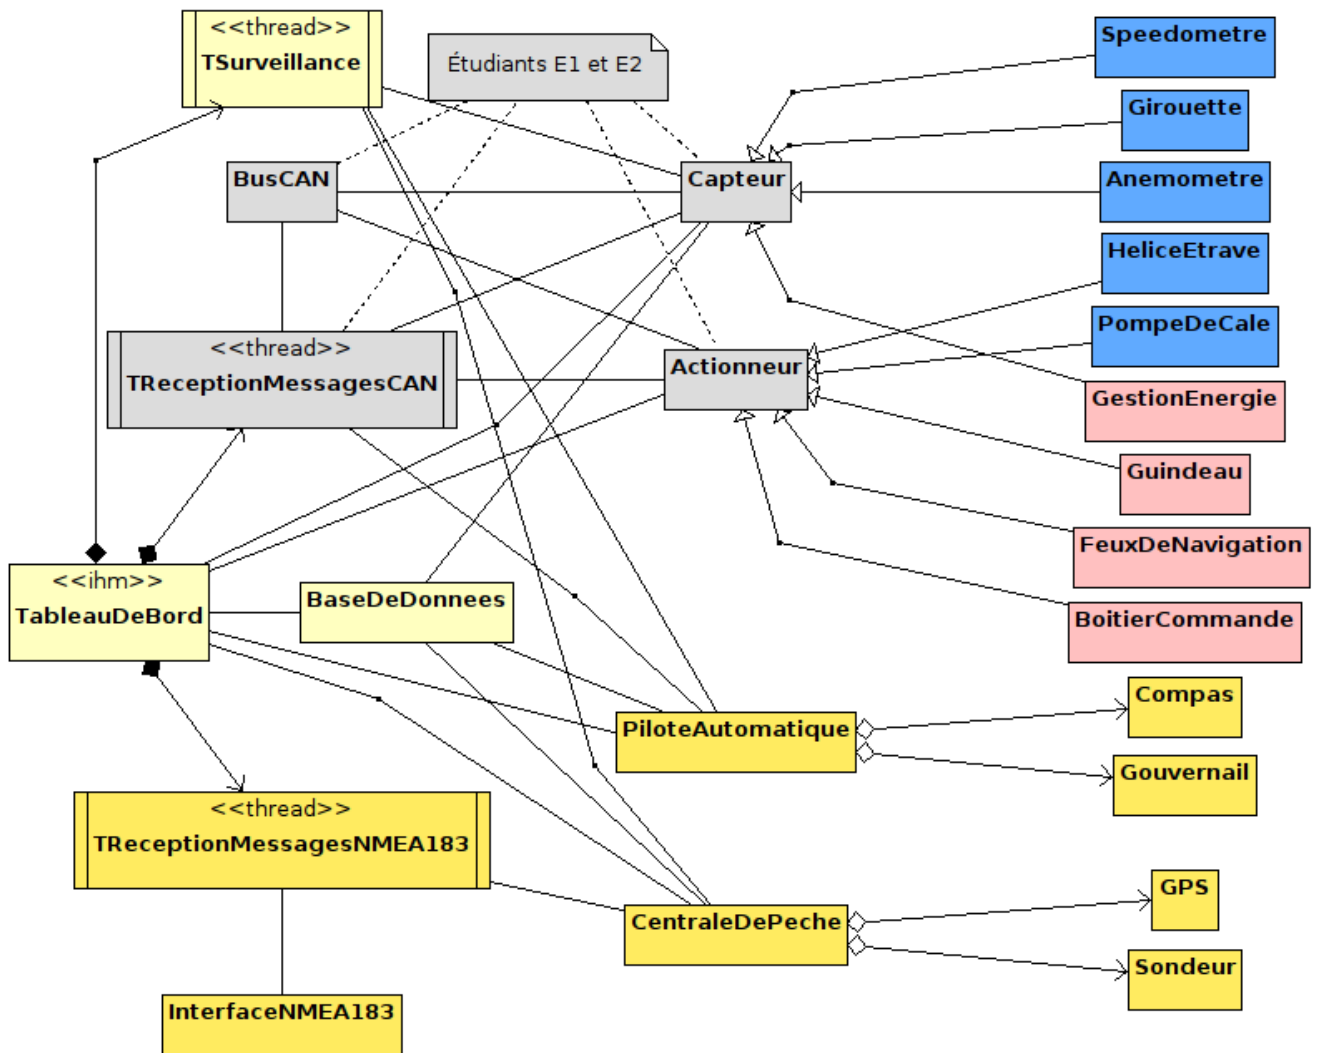 <<thread>>
TSurveillance
Étudiants E1 et E2
Speedometre
Girouette
BusCAN
Capteur
Anemometre
HeliceEtrave
PompeDeCale
<<thread>>
TReceptionMessagesCAN
Actionneur
GestionEnergie
Guindeau
FeuxDeNavigation
<<ihm>>
TableauDeBord
BaseDeDonnees
BoitierCommande
Compas
PiloteAutomatique
Gouvernail
<<thread>>
TReceptionMessagesNMEA183
GPS
CentraleDePeche
Sondeur
InterfaceNMEA183